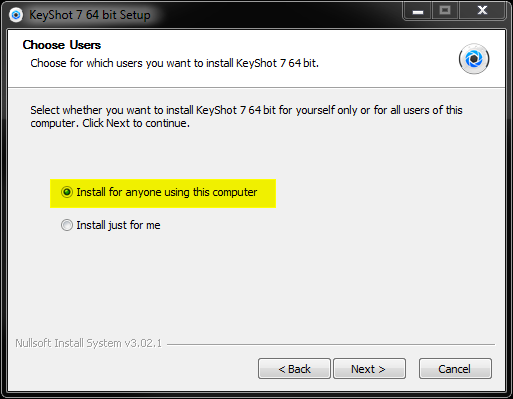 KeyShot 7 64 bit Setup
Choose Users
Choose for which users you want to install KeyShot 7 64 bit.
Select whether you want to install KeyShot 7 64 bit for yourself only or for all users of this
computer. Click Next to continue.
Install for anyone using this computer
Install just for me
Nullsoft Install System v3.02.1
< Back
Next >
Cancel